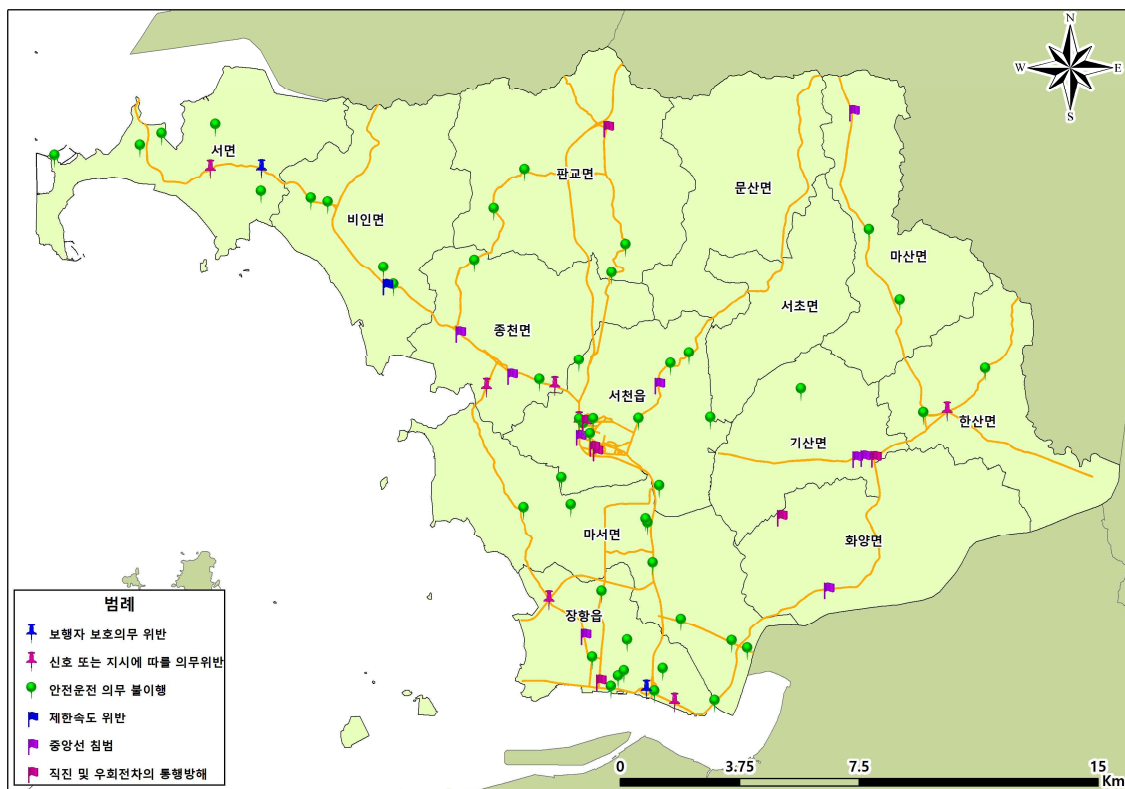 N
W E
S
서면
판교면
문산면
비인면
마산면
서초면
종천면
서천읍
한산면
기산면
마서면
화양면
장항읍
범례
보행자 보호의무 위반
신호 또는 지시에 따를 의무위반
안전운전 의무 불이행
제한속도 위반
중앙선 침범
직진 및 우회전차의 통행방해
0 3.75 7.5 15
Km